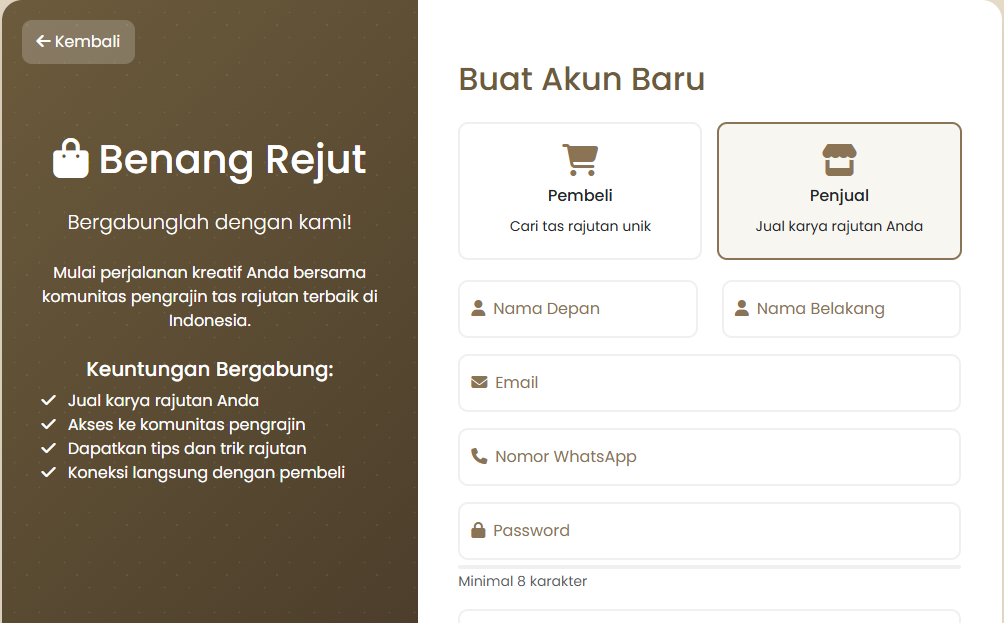 Kembali
Benang Rejut
Bergabunglah dengan kami!
Mulai perjalanan kreatif Anda bersama
komunitas pengrajin tas rajutan terbaik di
Indonesia.
Keuntungan Bergabung:
Jual karya rajutan Anda
Akses ke komunitas pengrajin
Dapatkan tips dan trik rajutan
Koneksi langsung dengan pembeli
Buat Akun Baru
Pembeli
Cari tas rajutan unik
Penjual
Jual karya rajutan Anda
Nama Depan
Nama Belakang
Email
Nomor WhatsApp
Password
Minimal 8 karakter